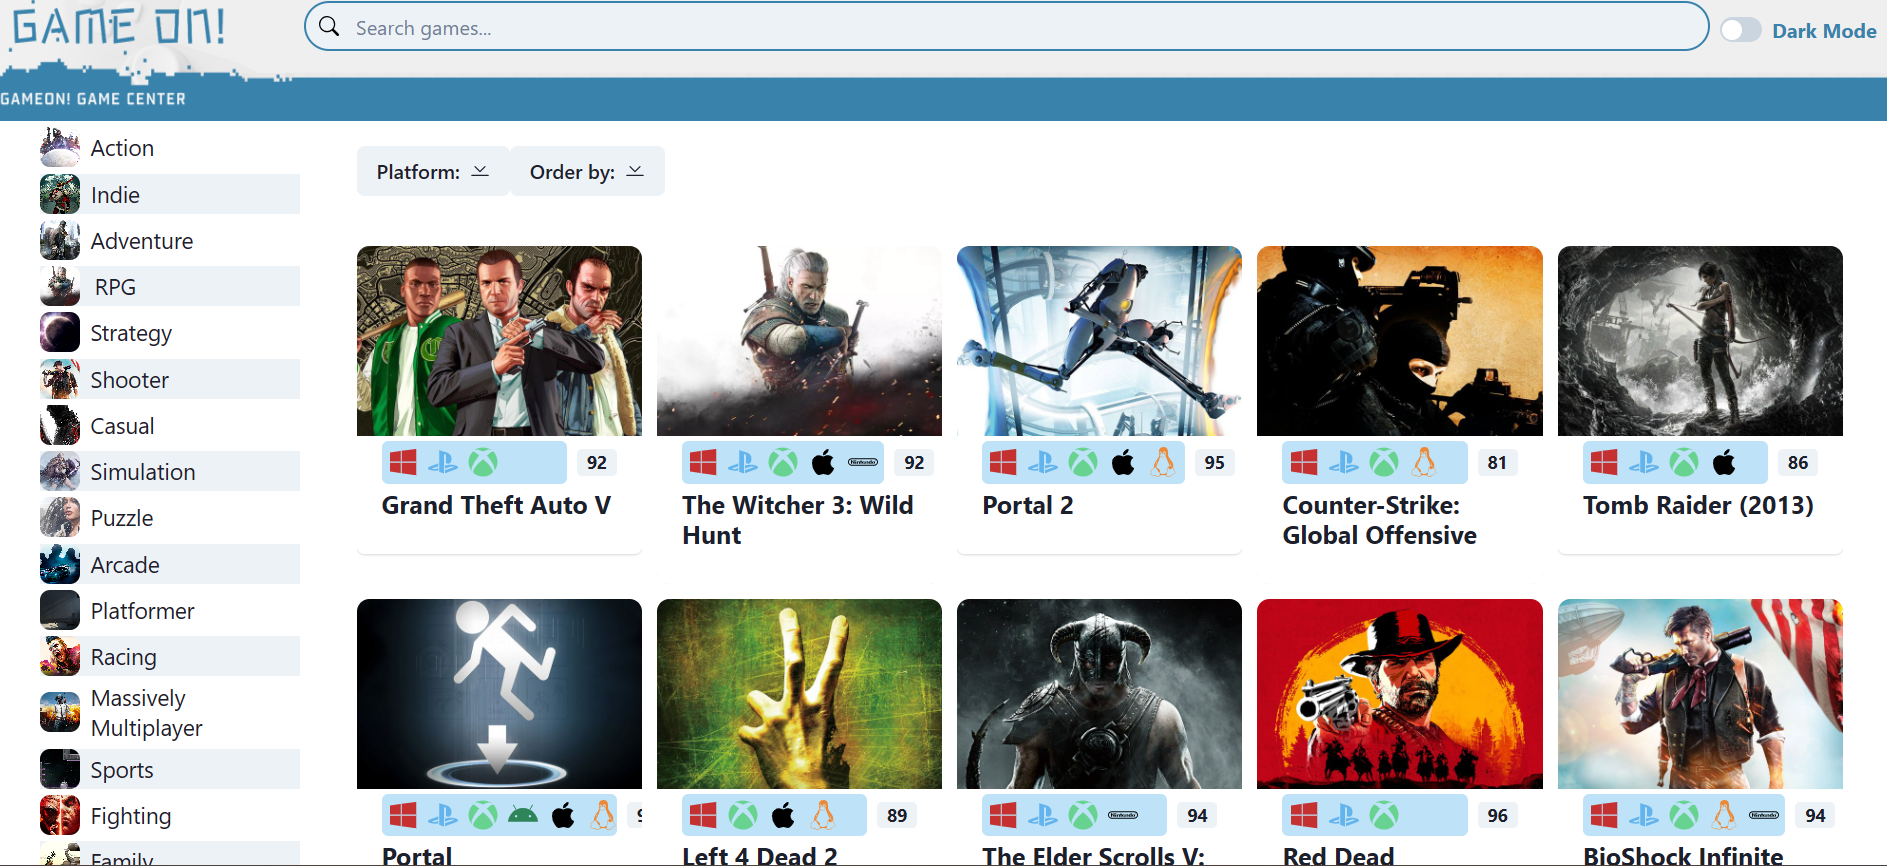 GAME ON!
Search games...
Dark Mode
GAMEON! GAME CENTER
Action
Indie
Adventure
RPG
Strategy
Shooter
Casual
Simulation
Puzzle
Arcade
Platformer
Racing
Massively
Multiplayer
Sports
Fighting
Family
Platform:
Order by:
92
Grand Theft Auto V
Nintendo
92
The Witcher 3: Wild
Hunt
95
Portal 2
81
Counter-Strike:
Global Offensive
86
Tomb Raider (2013)
Portal
89
Left 4 Dead 2
Nintendo
94
The Elder Scrolls V:
96
Red Dead
Nintendo
94
BioShock Infinite